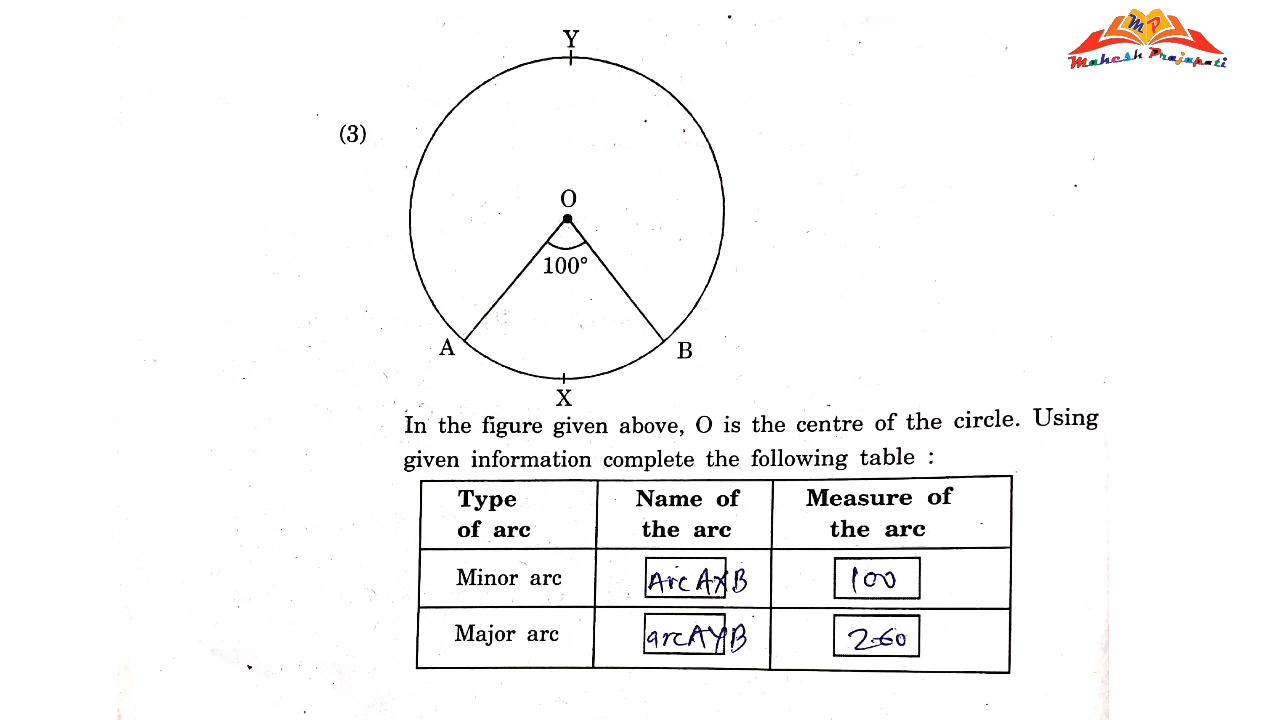 M P
Mahesh Prajapati
Y
(3)
O
100°
A
B
X
In the figure given above, O is the centre of the circle. Using
given information complete the following table :
Type of arc
Name of the arc
Measure of the arc
Minor arc
Arc AXB
100
Major arc
arc AYB
260